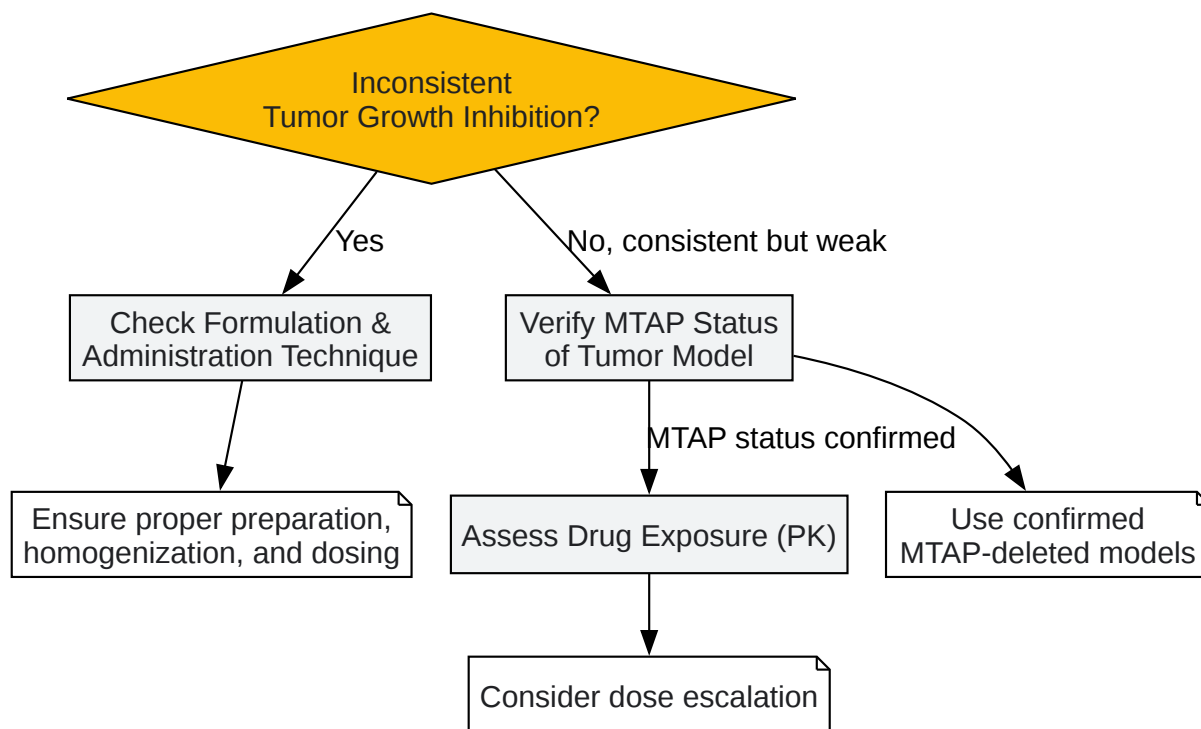 Inconsistent
Tumor Growth Inhibition?
Yes
No, consistent but weak
Check Formulation &
Administration Technique
Verify MTAP Status
of Tumor Model
MTAP status confirmed
Ensure proper preparation,
homogenization, and dosing
Assess Drug Exposure (PK)
Use confirmed
MTAP-deleted models
Consider dose escalation